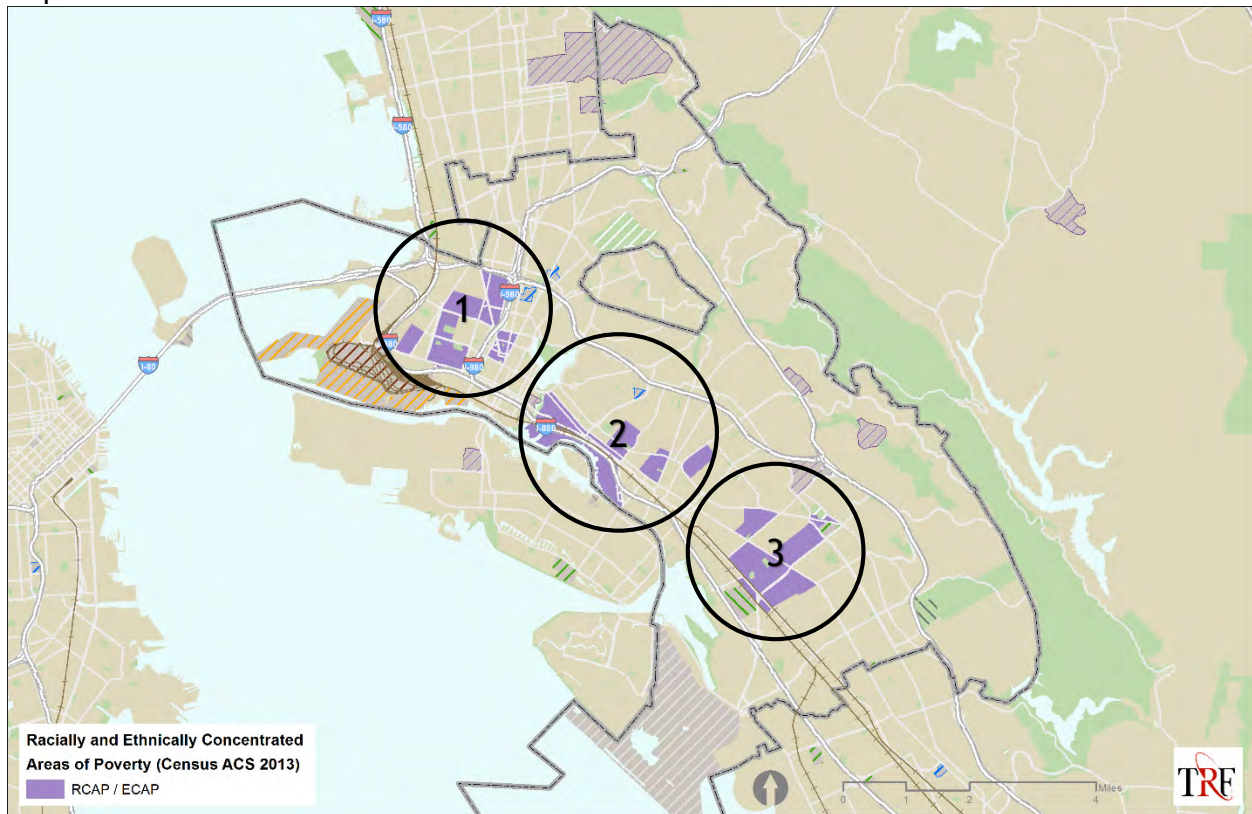 I-580
I-580
I-980
1
I-80
I-980
2
I-880
3
Racially and Ethnically Concentrated
Areas of Poverty (Census ACS 2013)
RCAP / ECAP
Miles
0 1 2 4
TRF